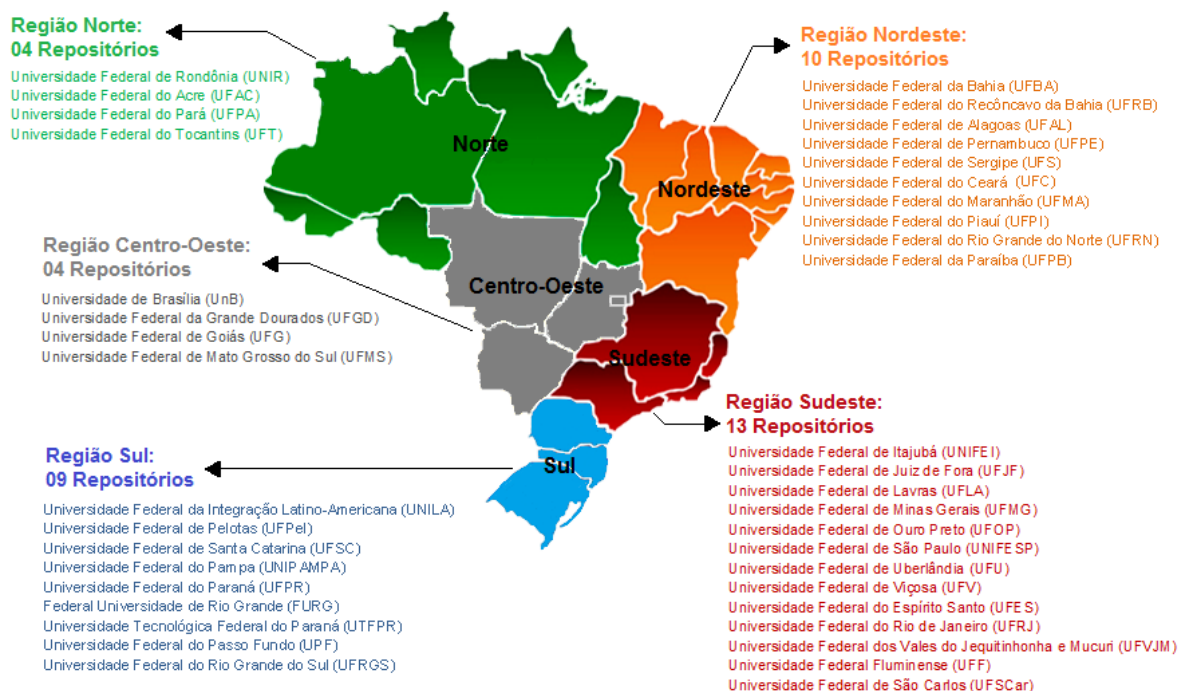 Região Norte:
04 Repositórios
Universidade Federal de Rondônia (UNIR)
Universidade Federal do Acre (UFAC)
Universidade Federal do Pará (UFPA)
Universidade Federal do Tocantins (UFT)
Região Nordeste:
10 Repositórios
Universidade Federal da Bahia (UFBA)
Universidade Federal do Recôncavo da Bahia (UFRB)
Universidade Federal de Alagoas (UFAL)
Universidade Federal de Pernambuco (UFPE)
Universidade Federal de Sergipe (UFS)
Universidade Federal do Ceará (UFC)
Universidade Federal do Maranhão (UFMA)
Universidade Federal do Piauí (UFPI)
Universidade Federal do Rio Grande do Norte (UFRN)
Universidade Federal da Paraíba (UFPB)
Norte
Nordeste
Centro-Oeste
Sudeste
Sul
Região Centro-Oeste:
04 Repositórios
Universidade de Brasília (UnB)
Universidade Federal da Grande Dourados (UFGD)
Universidade Federal de Goiás (UFG)
Universidade Federal de Mato Grosso do Sul (UFMS)
Região Sul:
09 Repositórios
Universidade Federal da Integração Latino-Americana (UNILA)
Universidade Federal de Pelotas (UFPel)
Universidade Federal de Santa Catarina (UFSC)
Universidade Federal do Pampa (UNIPAMPA)
Universidade Federal do Paraná (UFPR)
Federal Universidade de Rio Grande (FURG)
Universidade Tecnológica Federal do Paraná (UTFPR)
Universidade Federal do Passo Fundo (UPF)
Universidade Federal do Rio Grande do Sul (UFRGS)
Região Sudeste:
13 Repositórios
Universidade Federal de Itajubá (UNIFEI)
Universidade Federal de Juiz de Fora (UFJF)
Universidade Federal de Lavras (UFLA)
Universidade Federal de Minas Gerais (UFMG)
Universidade Federal de Ouro Preto (UFOP)
Universidade Federal de São Paulo (UNIFESP)
Universidade Federal de Uberlândia (UFU)
Universidade Federal de Viçosa (UFV)
Universidade Federal do Espírito Santo (UFES)
Universidade Federal do Rio de Janeiro (UFRJ)
Universidade Federal dos Vales do Jequitinhonha e Mucuri (UFVJM)
Universidade Federal Fluminense (UFF)
Universidade Federal de São Carlos (UFSCar)